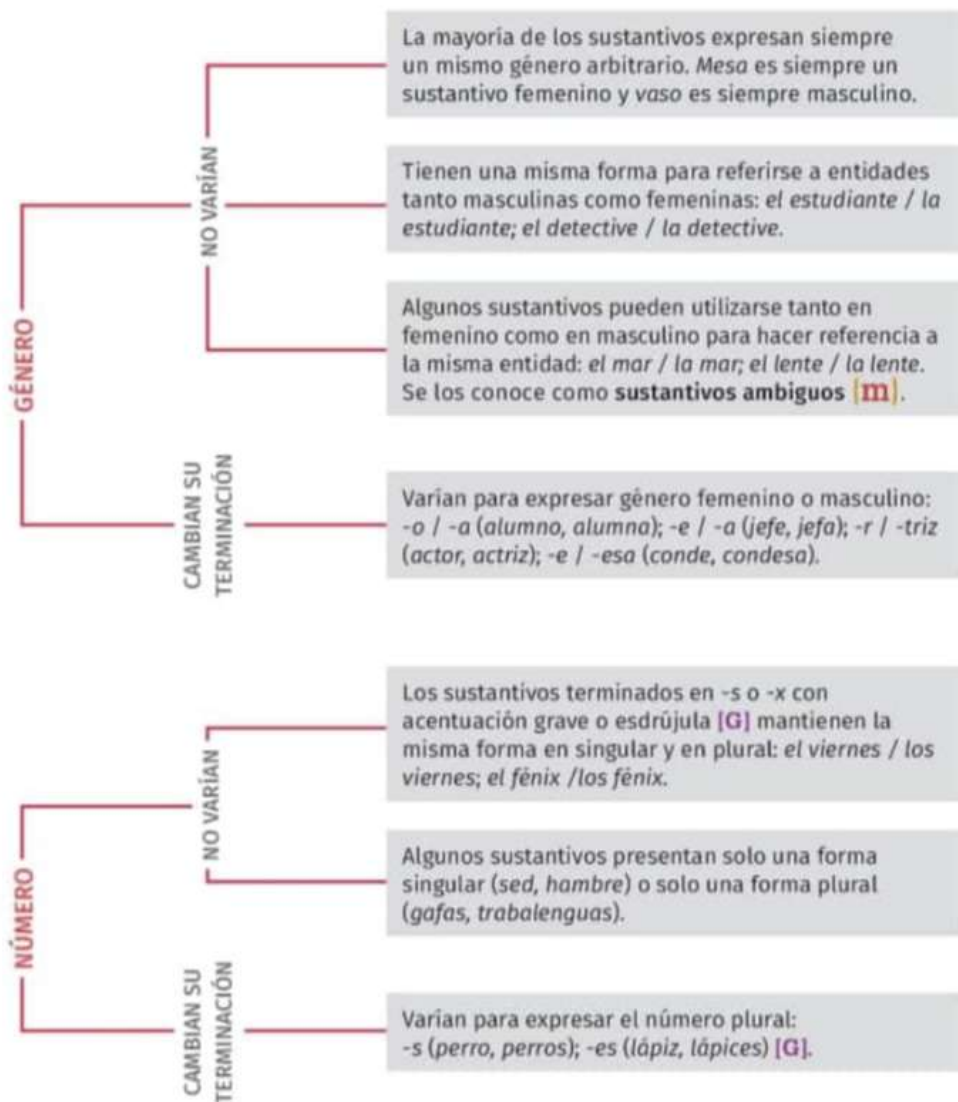 GÉNERO
NO VARÍAN
La mayoría de los sustantivos expresan siempre
un mismo género arbitrario. Mesa es siempre un
sustantivo femenino y vaso es siempre masculino.
Tienen una misma forma para referirse a entidades
tanto masculinas como femeninas: el estudiante / la
estudiante; el detective / la detective.
Algunos sustantivos pueden utilizarse tanto en
femenino como en masculino para hacer referencia a
la misma entidad: el mar / la mar; el lente / la lente.
Se los conoce como sustantivos ambiguos [m].
CAMBIAN SU
TERMINACIÓN
Varían para expresar género femenino o masculino:
-o / -a (alumno, alumna); -e / -a (jefe, jefa); -r / -triz
(actor, actriz); -e / -esa (conde, condesa).
NÚMERO
NO VARÍAN
Los sustantivos terminados en -s o -x con
acentuación grave o esdrújula [G] mantienen la
misma forma en singular y en plural: el viernes / los
viernes; el fénix /los fénix.
Algunos sustantivos presentan solo una forma
singular (sed, hambre) o solo una forma plural
(gafas, trabalenguas).
CAMBIAN SU
TERMINACIÓN
Varían para expresar el número plural:
-s (perro, perros); -es (lápiz, lápices) [G].